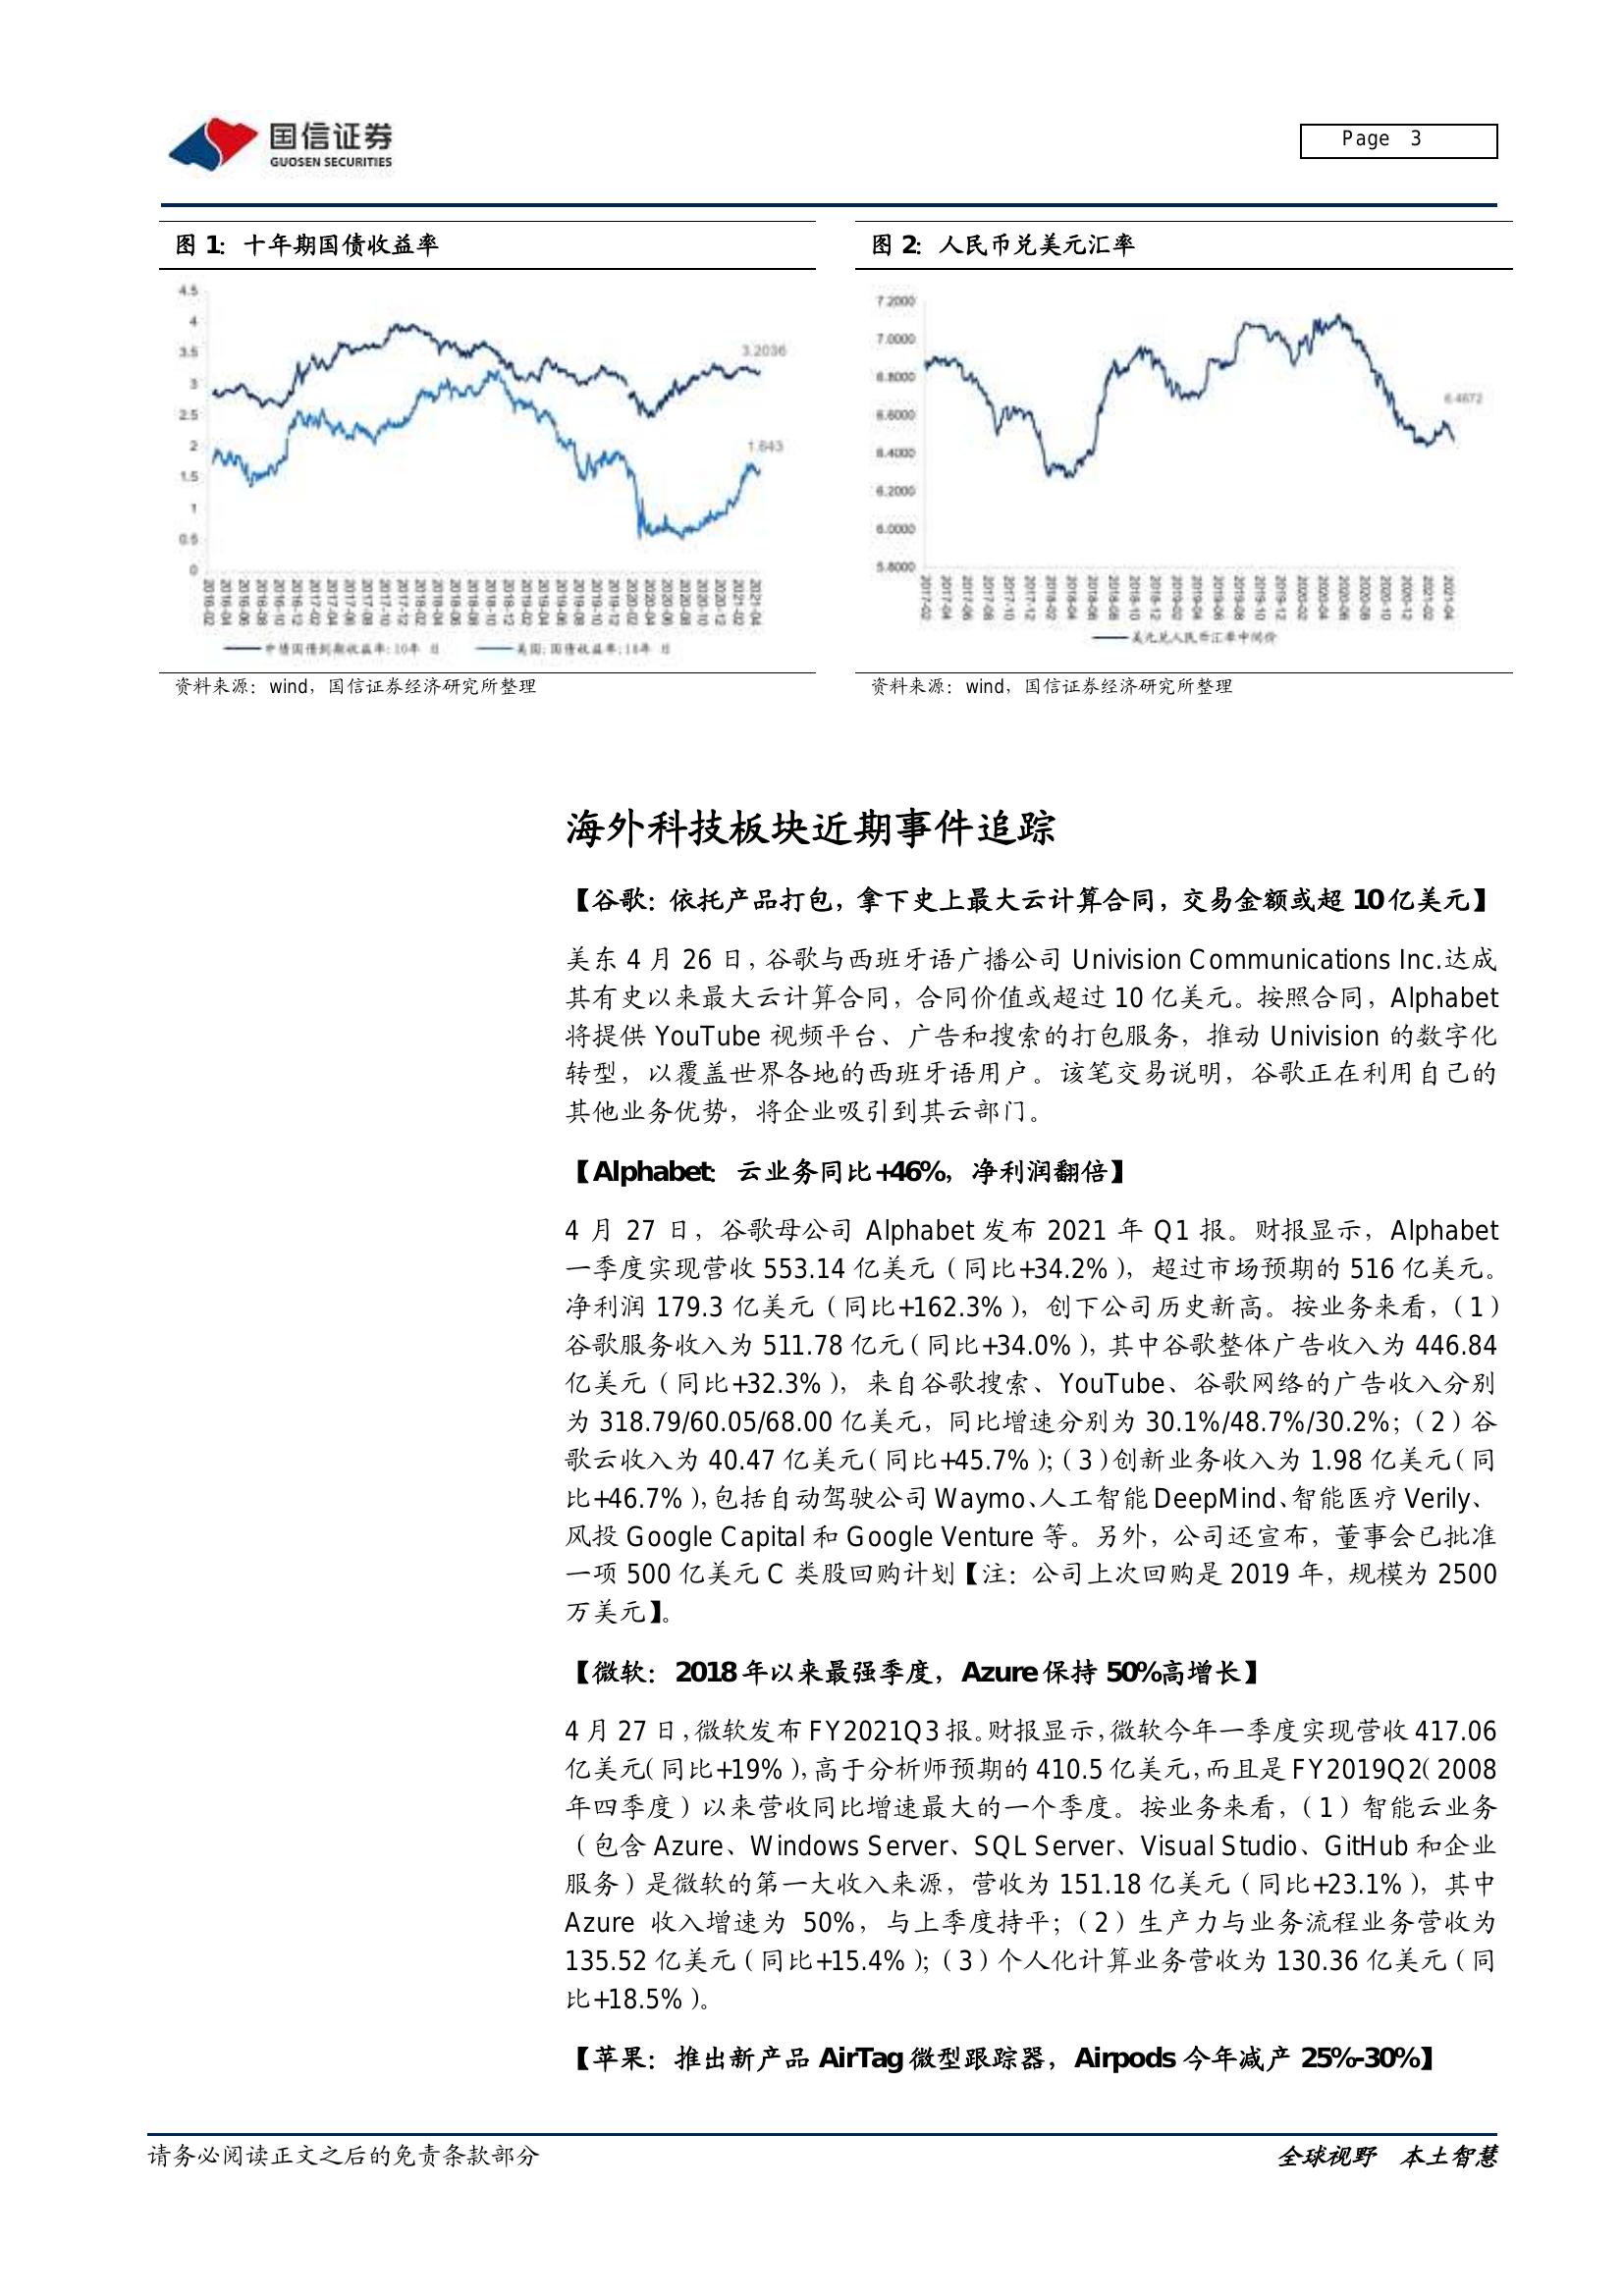 国信证券
GUOSEN SECURITIES
Page 3
图 1：十年期国债收益率
4.5
4
3.5
3
2.5
2
1.5
1
0.5
0
3.2036
1.643
2016-02
2016-04
2016-06
2016-08
2016-10
2016-12
2017-02
2017-04
2017-06
2017-08
2017-10
2017-12
2018-02
2018-04
2018-06
2018-08
2018-10
2018-12
2019-02
2019-04
2019-06
2019-08
2019-10
2019-12
2020-02
2020-04
2020-06
2020-08
2020-10
2020-12
2021-02
2021-04
资料来源：wind，国信证券经济研究所整理
图 2：人民币兑美元汇率
7.2000
7.0000
6.8000
6.6000
6.4000
6.2000
6.0000
5.8000
6.4672
2017-02
2017-04
2017-06
2017-08
2017-10
2017-12
2018-02
2018-04
2018-06
2018-08
2018-10
2018-12
2019-02
2019-04
2019-06
2019-08
2019-10
2019-12
2020-02
2020-04
2020-06
2020-08
2020-10
2020-12
2021-02
2021-04
美元兑人民币汇率中间价
资料来源：wind，国信证券经济研究所整理
海外科技板块近期事件追踪
【谷歌：依托产品打包，拿下史上最大云计算合同，交易金额或超 10 亿美元】
美东 4 月 26 日，谷歌与西班牙语广播公司 Univision Communications Inc.达成
其有史以来最大云计算合同，合同价值或超过 10 亿美元。按照合同，Alphabet
将提供 YouTube 视频平台、广告和搜索的打包服务，推动 Univision 的数字化
转型，以覆盖世界各地的西班牙语用户。该笔交易说明，谷歌正在利用自己的
其他业务优势，将企业吸引到其云部门。
【Alphabet：云业务同比+46%，净利润翻倍】
4 月 27 日，谷歌母公司 Alphabet 发布 2021 年 Q1 报。财报显示，Alphabet
一季度实现营收 553.14 亿美元（同比+34.2%），超过市场预期的 516 亿美元。
净利润 179.3 亿美元（同比+162.3%），创下公司历史新高。按业务来看，（1）
谷歌服务收入为 511.78 亿元（同比+34.0%），其中谷歌整体广告收入为 446.84
亿美元（同比+32.3%），来自谷歌搜索、YouTube、谷歌网络的广告收入分别
为 318.79/60.05/68.00 亿美元，同比增速分别为 30.1%/48.7%/30.2%；（2）谷
歌云收入为 40.47 亿美元（同比+45.7%）；（3）创新业务收入为 1.98 亿美元（同
比+46.7%），包括自动驾驶公司 Waymo、人工智能 DeepMind、智能医疗 Verily、
风投 Google Capital 和 Google Venture 等。另外，公司还宣布，董事会已批准
一项 500 亿美元 C 类股回购计划【注：公司上次回购是 2019 年，规模为 2500
万美元】。
【微软：2018 年以来最强季度，Azure 保持 50%高增长】
4 月 27 日，微软发布 FY2021Q3 报。财报显示，微软今年一季度实现营收 417.06
亿美元（同比+19%），高于分析师预期的 410.5 亿美元，而且是 FY2019Q2（2008
年四季度）以来营收同比增速最大的一个季度。按业务来看，（1）智能云业务
（包含 Azure、Windows Server、SQL Server、Visual Studio、GitHub 和企业
服务）是微软的第一大收入来源，营收为 151.18 亿美元（同比+23.1%），其中
Azure 收入增速为 50%，与上季度持平；（2）生产力与业务流程业务营收为
135.52 亿美元（同比+15.4%）；（3）个人化计算业务营收为 130.36 亿美元（同
比+18.5%）。
【苹果：推出新产品 AirTag 微型跟踪器，Airpods 今年减产 25%-30%】
请务必阅读正文之后的免责条款部分
全球视野 本土智慧